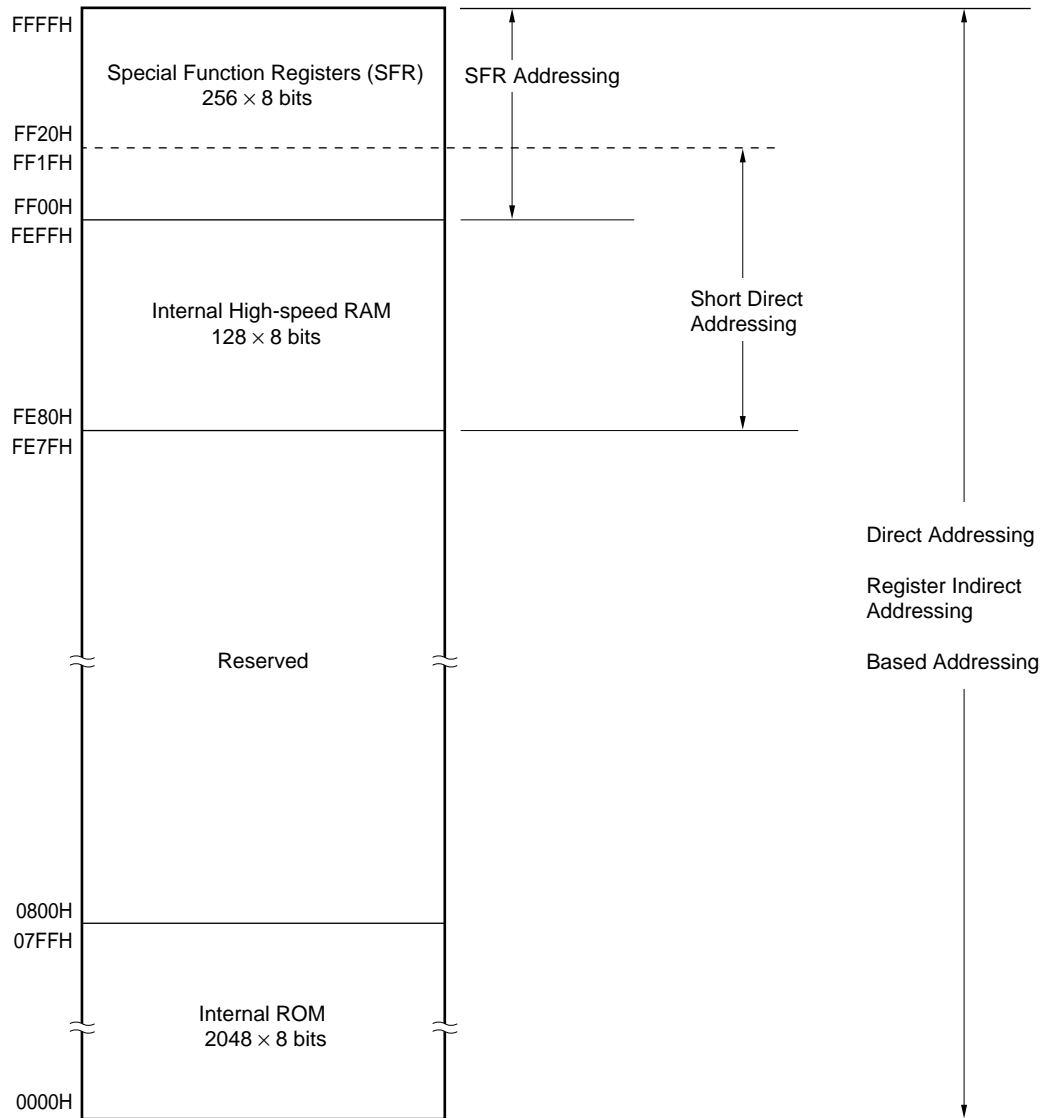 FFFFH
Special Function Registers (SFR)
256 × 8 bits
SFR Addressing
FF20H
FF1FH
FF00H
FEFFH
Internal High-speed RAM
128 × 8 bits
Short Direct
Addressing
FE80H
FE7FH
Direct Addressing
Register Indirect
Addressing
Based Addressing
Reserved
0800H
07FFH
Internal ROM
2048 × 8 bits
0000H